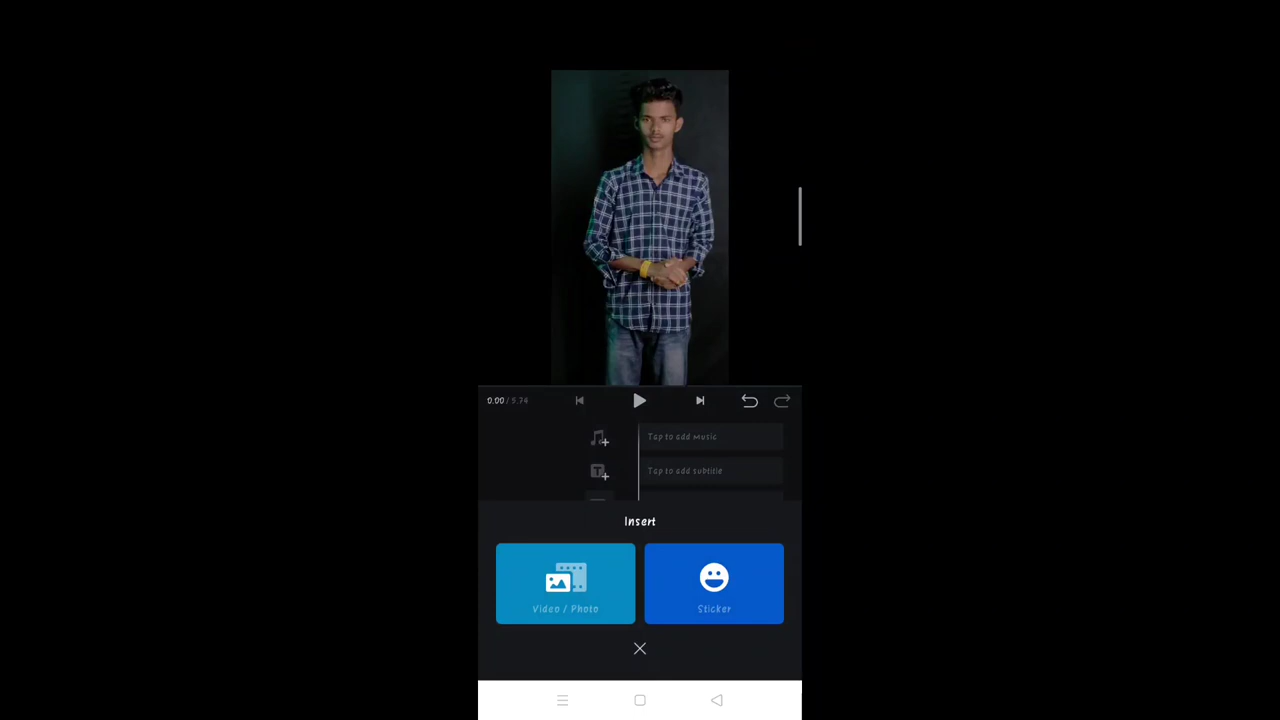 0.00 / 5.74
Tap to add Music
Tap to add subtitle
Insert
Video / Photo
Sticker